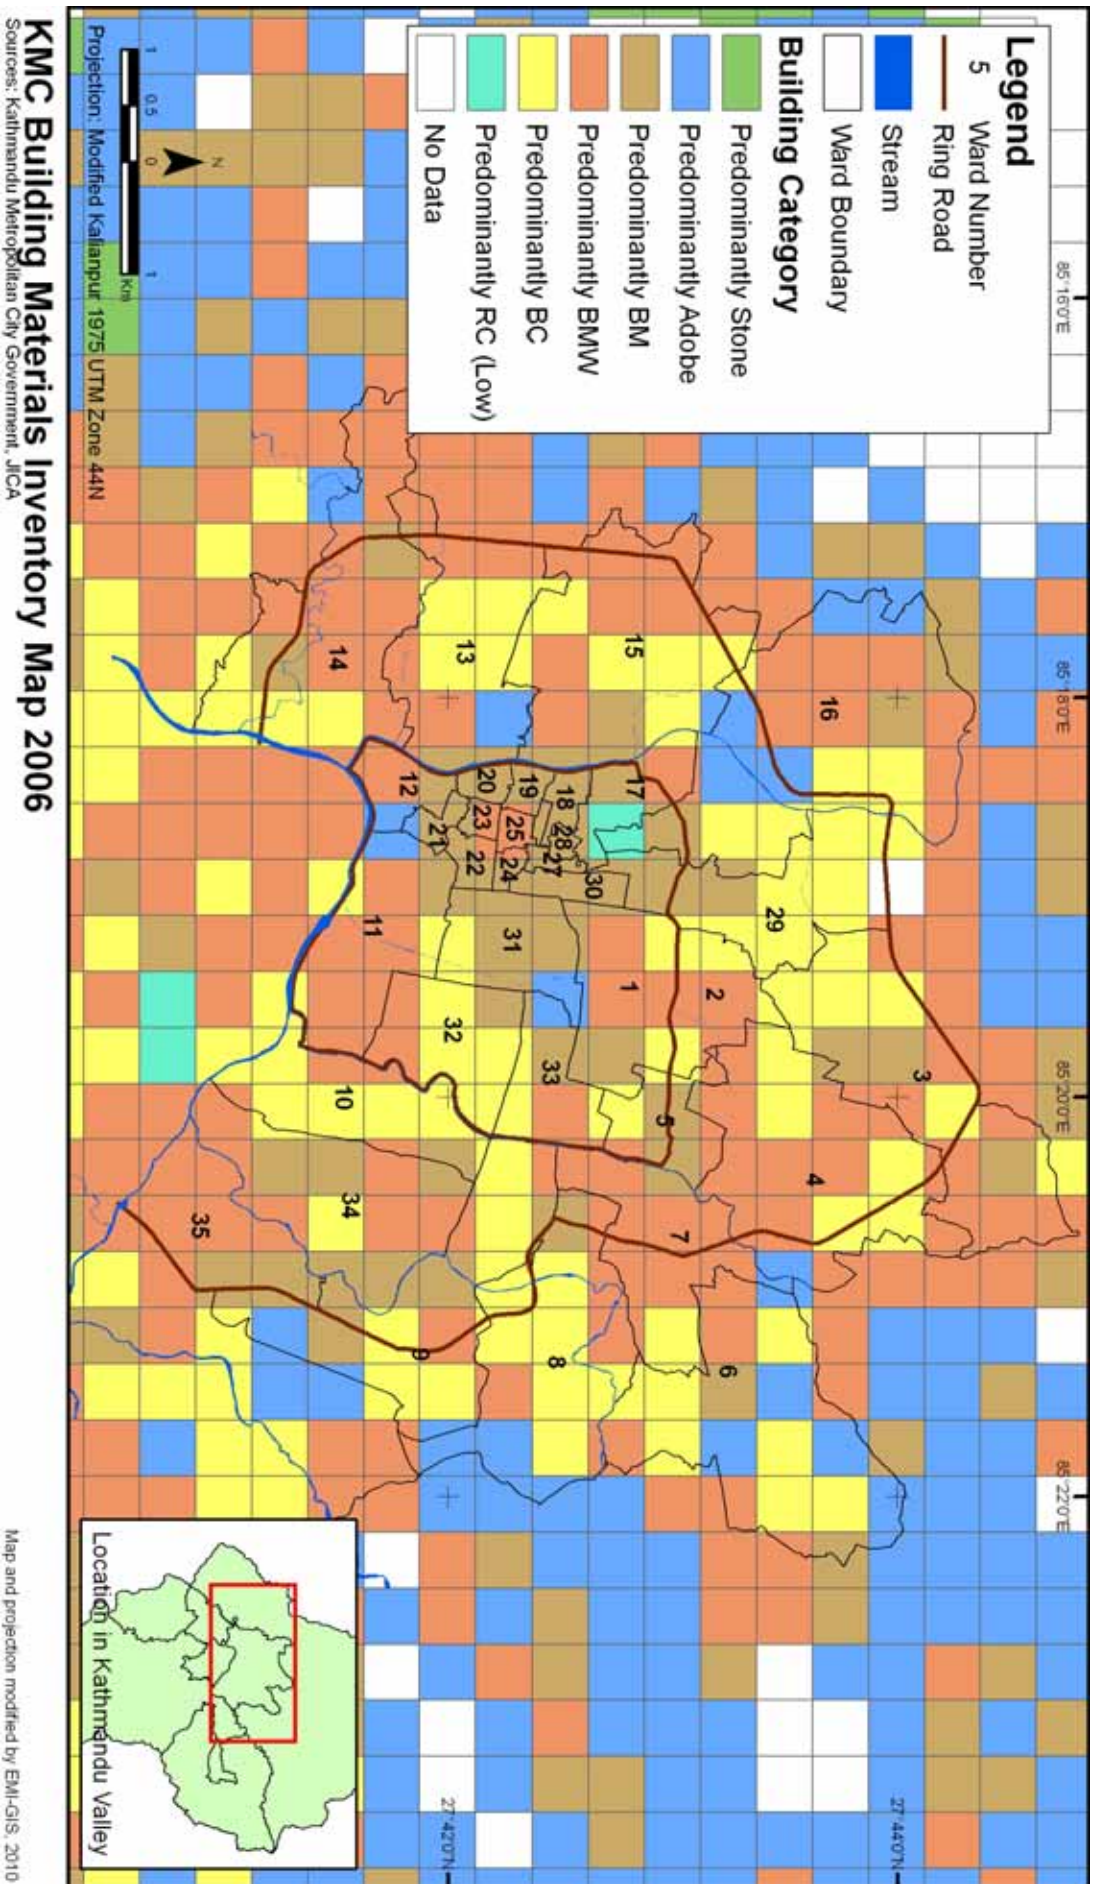 Legend
5 Ward Number
Ring Road
Stream
Ward Boundary
Building Category
Predominantly Stone
Predominantly Adobe
Predominantly BM
Predominantly BMW
Predominantly BC
Predominantly RC (Low)
No Data
N
1 0.5 0 1
Km
Projection: Modified Kalianpur 1975 UTM Zone 44N
85°16'0"E
85°18'0"E
85°20'0"E
85°22'0"E
27°44'0"N
27°42'0"N
16
3
29
4
2
6
15
17
1
5
7
30
18
28
27
33
8
13
20
19
25
23
24
22
31
32
21
12
11
9
14
10
34
35
Location in Kathmandu Valley
KMC Building Materials Inventory Map 2006
Sources: Kathmandu Metropolitan City Government, JICA
Map and projection modified by EMI-GIS, 2010